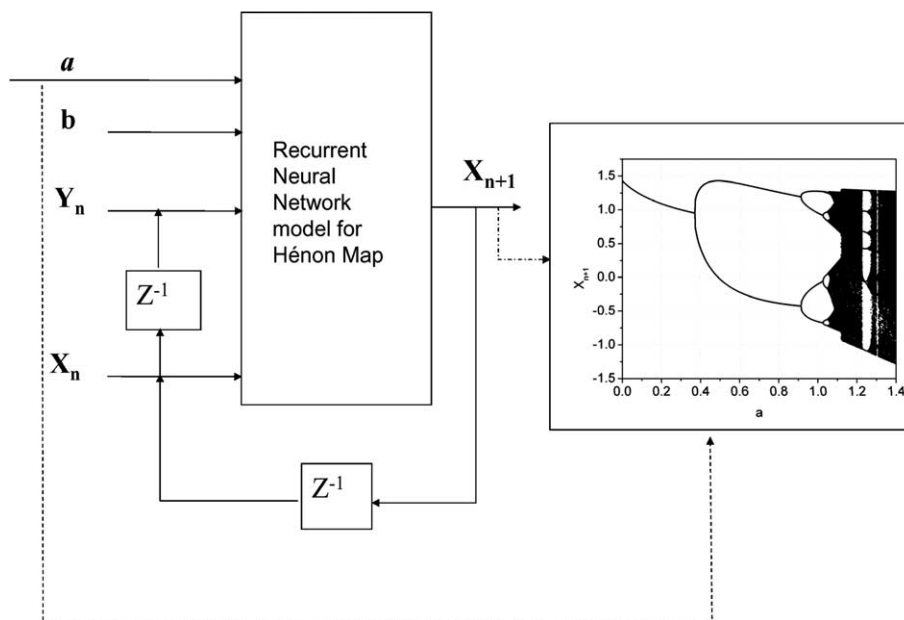 a
b
Yₙ
Z⁻¹
Xₙ
Recurrent
Neural
Network
model for
Hénon Map
Xₙ₊₁
Z⁻¹
1.5
1.0
0.5
0.0
-0.5
-1.0
-1.5
Xₙ₊₁
0.0 0.2 0.4 0.6 0.8 1.0 1.2 1.4
a